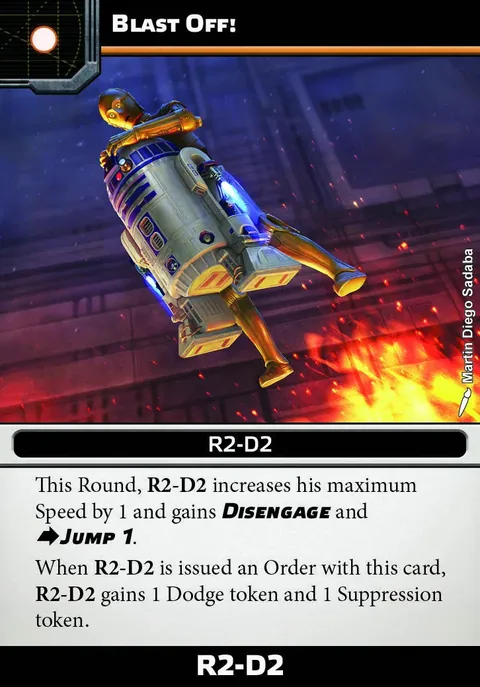 BLAST OFF!
Martin Diego Sadaba
R2-D2
This Round, R2-D2 increases his maximum
Speed by 1 and gains DISENGAGE and
JUMP 1.
When R2-D2 is issued an Order with this card,
R2-D2 gains 1 Dodge token and 1 Suppression
token.
R2-D2